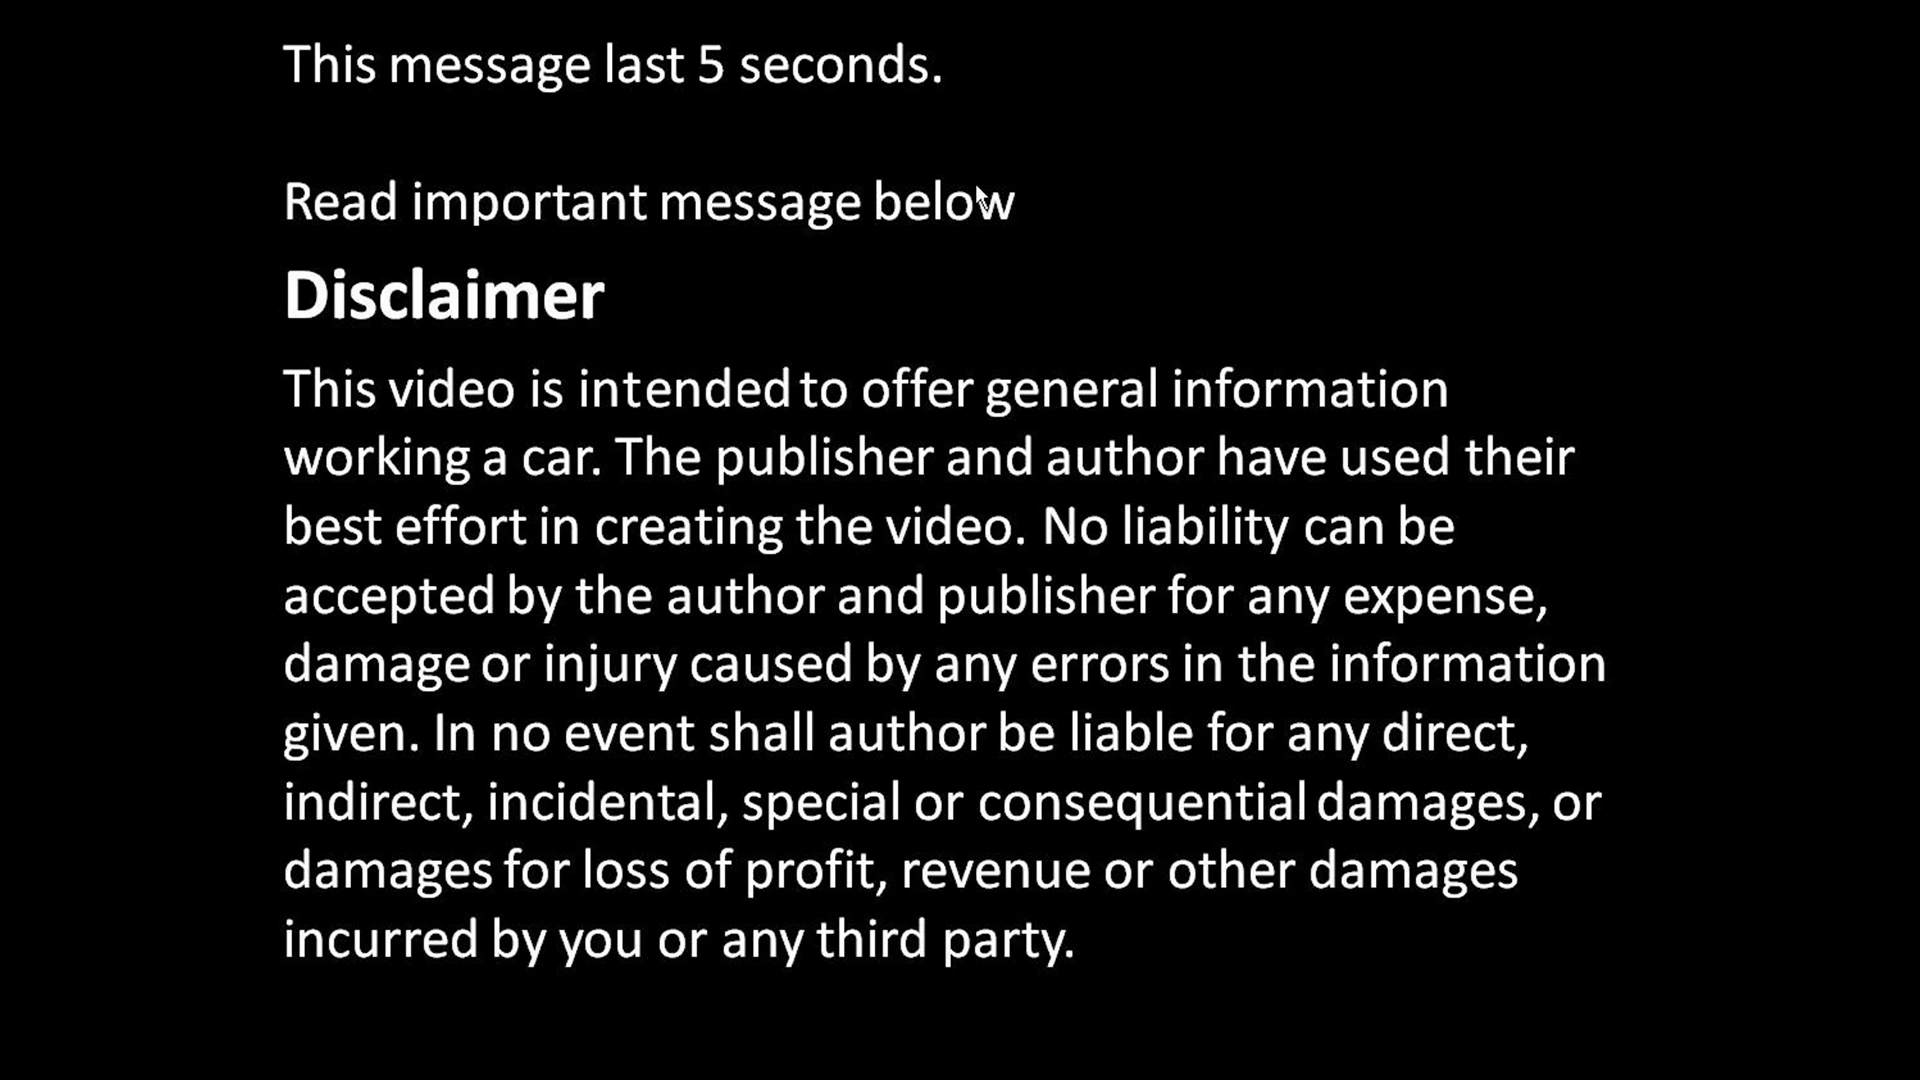 This message last 5 seconds.
Read important message below
Disclaimer
This video is intended to offer general information
working a car. The publisher and author have used their
best effort in creating the video. No liability can be
accepted by the author and publisher for any expense,
damage or injury caused by any errors in the information
given. In no event shall author be liable for any direct,
indirect, incidental, special or consequential damages, or
damages for loss of profit, revenue or other damages
incurred by you or any third party.